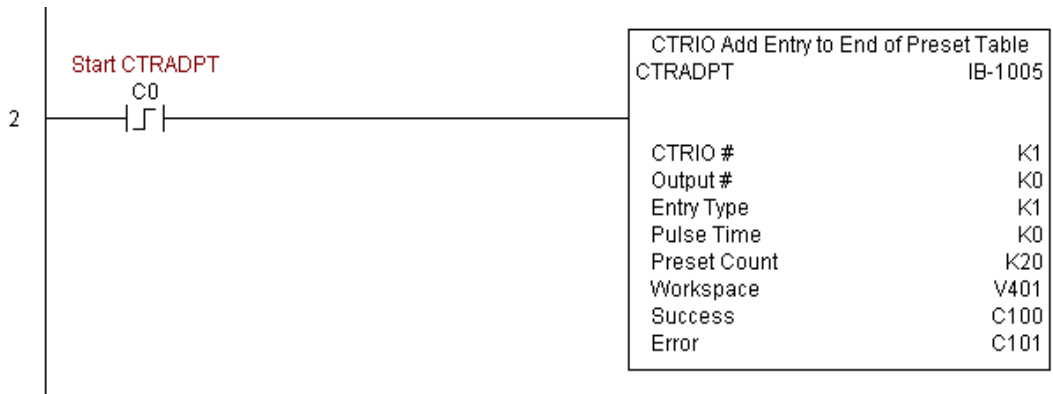 CTRIO Add Entry to End of Preset Table
CTRADPT IB-1005
Start CTRADPT
C0
2
CTRIO # K1
Output # K0
Entry Type K1
Pulse Time K0
Preset Count K20
Workspace V401
Success C100
Error C101